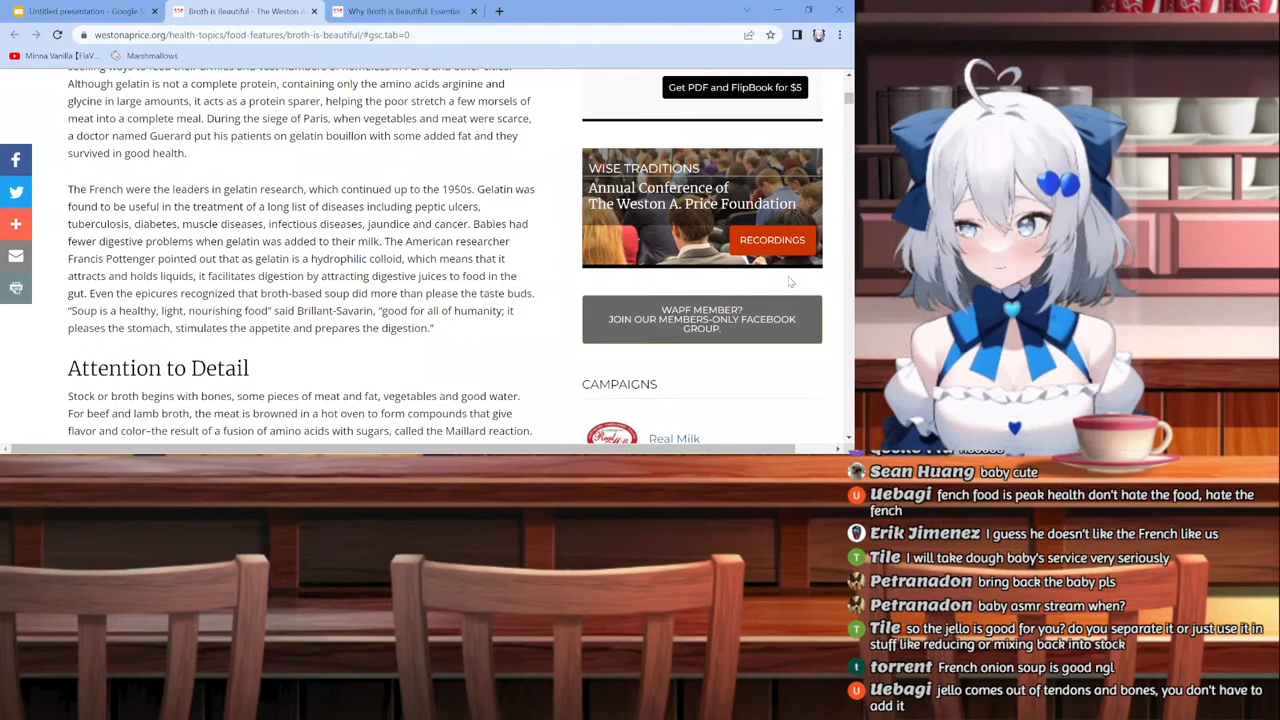 Untitled presentation - Google S
Broth is Beautiful - The Weston A
Why Broth is Beautiful: Essential
westonaprice.org/health-topics/food-features/broth-is-beautiful/#gsc.tab=0
Minna Vanilla【FlaV...
Marshmallows
seeking ways to feed their armies and vast numbers of homeless in Paris and other cities.
Although gelatin is not a complete protein, containing only the amino acids arginine and
glycine in large amounts, it acts as a protein sparer, helping the poor stretch a few morsels of
meat into a complete meal. During the siege of Paris, when vegetables and meat were scarce,
a doctor named Guerard put his patients on gelatin bouillon with some added fat and they
survived in good health.
The French were the leaders in gelatin research, which continued up to the 1950s. Gelatin was
found to be useful in the treatment of a long list of diseases including peptic ulcers,
tuberculosis, diabetes, muscle diseases, infectious diseases, jaundice and cancer. Babies had
fewer digestive problems when gelatin was added to their milk. The American researcher
Francis Pottenger pointed out that as gelatin is a hydrophilic colloid, which means that it
attracts and holds liquids, it facilitates digestion by attracting digestive juices to food in the
gut. Even the epicures recognized that broth-based soup did more than please the taste buds.
“Soup is a healthy, light, nourishing food” said Brillant-Savarin, “good for all of humanity; it
pleases the stomach, stimulates the appetite and prepares the digestion.”
Attention to Detail
Stock or broth begins with bones, some pieces of meat and fat, vegetables and good water.
For beef and lamb broth, the meat is browned in a hot oven to form compounds that give
flavor and color–the result of a fusion of amino acids with sugars, called the Maillard reaction.
Get PDF and FlipBook for $5
WISE TRADITIONS
Annual Conference of
The Weston A. Price Foundation
RECORDINGS
WAPF MEMBER?
JOIN OUR MEMBERS-ONLY FACEBOOK
GROUP.
CAMPAIGNS
Real Milk
Sean Huang baby cute
Uebagi fench food is peak health don't hate the food, hate the
fench
Erik Jimenez I guess he doesn't like the French like us
Tile I will take dough baby's service very seriously
Petranadon bring back the baby pls
Petranadon baby asmr stream when?
Tile so the jello is good for you? do you separate it or just use it in
stuff like reducing or mixing back into stock
torrent French onion soup is good ngl
Uebagi jello comes out of tendons and bones, you don't have to
add it